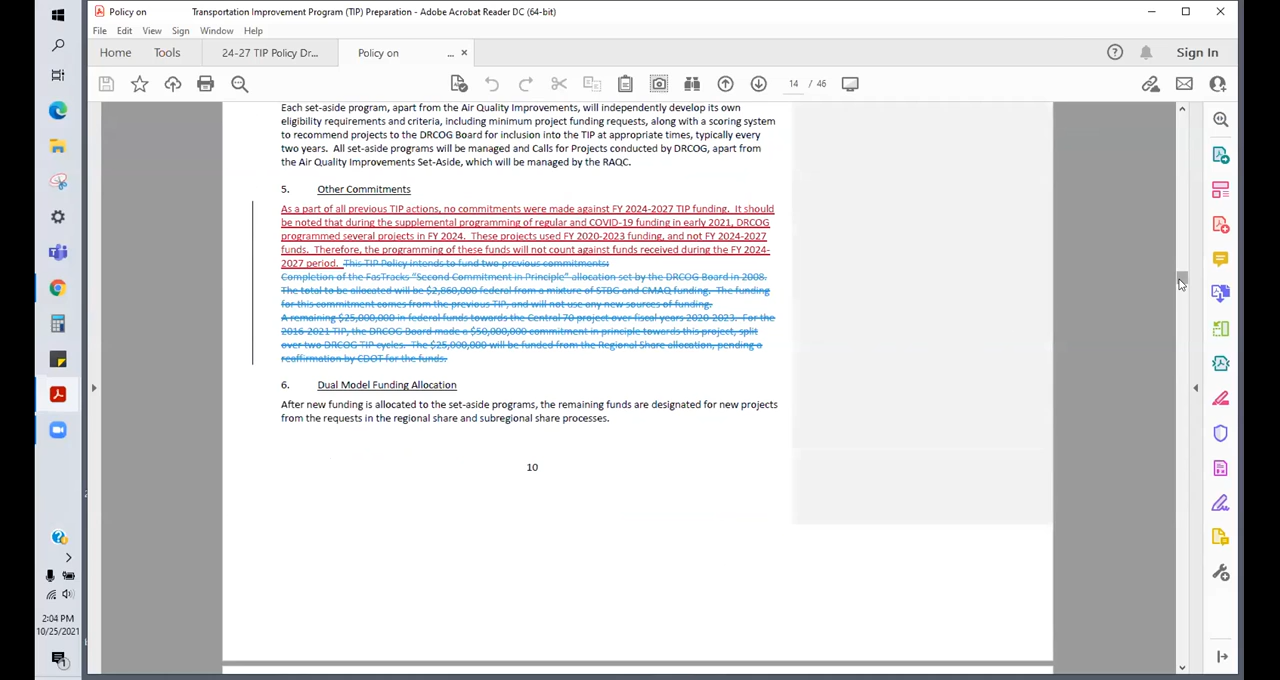 Policy on Transportation Improvement Program (TIP) Preparation - Adobe Acrobat Reader DC (64-bit)
File Edit View Sign Window Help
Home Tools 24-27 TIP Policy Dr... Policy on ... × Sign In
14 / 46
Each set-aside program, apart from the Air Quality Improvements, will independently develop its own
eligibility requirements and criteria, including minimum project funding requests, along with a scoring system
to recommend projects to the DRCOG Board for inclusion into the TIP at appropriate times, typically every
two years. All set-aside programs will be managed and Calls for Projects conducted by DRCOG, apart from
the Air Quality Improvements Set-Aside, which will be managed by the RAQC.
5. Other Commitments
As a part of all previous TIP actions, no commitments were made against FY 2024-2027 TIP funding. It should
be noted that during the supplemental programming of regular and COVID-19 funding in early 2021, DRCOG
programmed several projects in FY 2024. These projects used FY 2020-2023 funding, and not FY 2024-2027
funds. Therefore, the programming of these funds will not count against funds received during the FY 2024-
2027 period. This TIP Policy intends to fund two previous commitments:
Completion of the FasTracks “Second Commitment in Principle” allocation set by the DRCOG Board in 2008.
The total to be allocated will be $2,860,000 federal from a mixture of STBG and CMAQ funding. The funding
for this commitment comes from the previous TIP, and will not use any new sources of funding.
A remaining $25,000,000 in federal funds towards the Central 70 project over fiscal years 2020-2023. For the
2016-2021 TIP, the DRCOG Board made a $50,000,000 commitment in principle towards this project, split
over two DRCOG TIP cycles. The $25,000,000 will be funded from the Regional Share allocation, pending a
reaffirmation by CDOT for the funds.
6. Dual Model Funding Allocation
After new funding is allocated to the set-aside programs, the remaining funds are designated for new projects
from the requests in the regional share and subregional share processes.
10
2:04 PM
10/25/2021
1